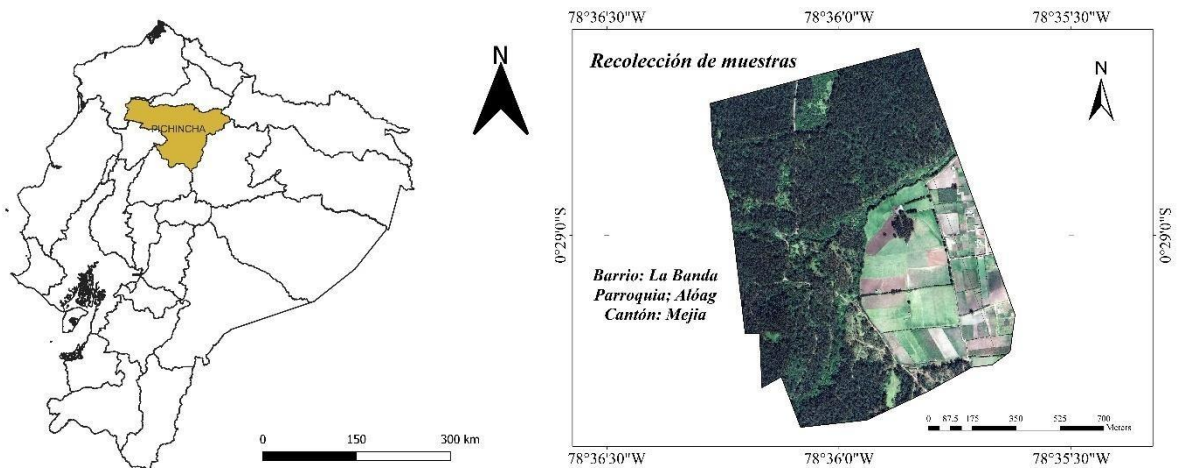 PICHINCHA
N
0 150 300 km
78°36'30"W 78°36'0"W 78°35'30"W
Recolección de muestras
N
0°29'0"S
0°29'0"S
Barrio: La Banda
Parroquia; Alóag
Cantón: Mejia
0 87.5 175 350 525 700
Meters
78°36'30"W 78°36'0"W 78°35'30"W